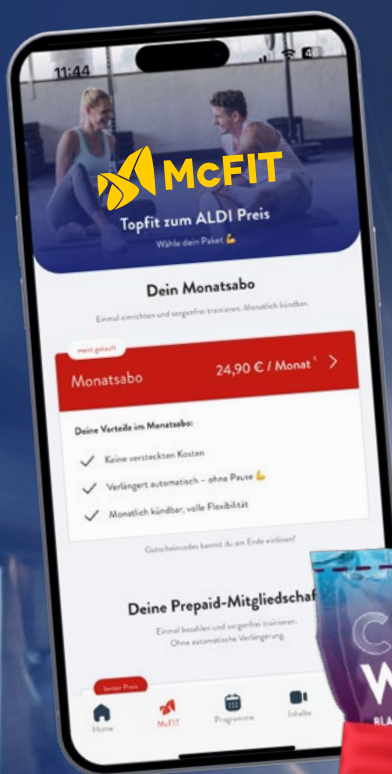 11:44
McFIT
Topfit zum ALDI Preis
Wähle dein Paket 💪
Dein Monatsabo
Einmal einrichten und sorgenfrei trainieren. Monatlich kündbar.
meist gekauft
Monatsabo 24,90 € / Monat ¹
Deine Vorteile im Monatsabo:
Keine versteckten Kosten
Verlängert automatisch – ohne Pause 💪
Monatlich kündbar, volle Flexibilität
Gutscheincodes kannst du am Ende einlösen!
Deine Prepaid-Mitgliedschaf
Einmal bezahlen und sorgenfrei trainieren.
Ohne automatische Verlängerung.
bester Preis
Home
McFIT
Programme
Inhalte
C
W
BLA